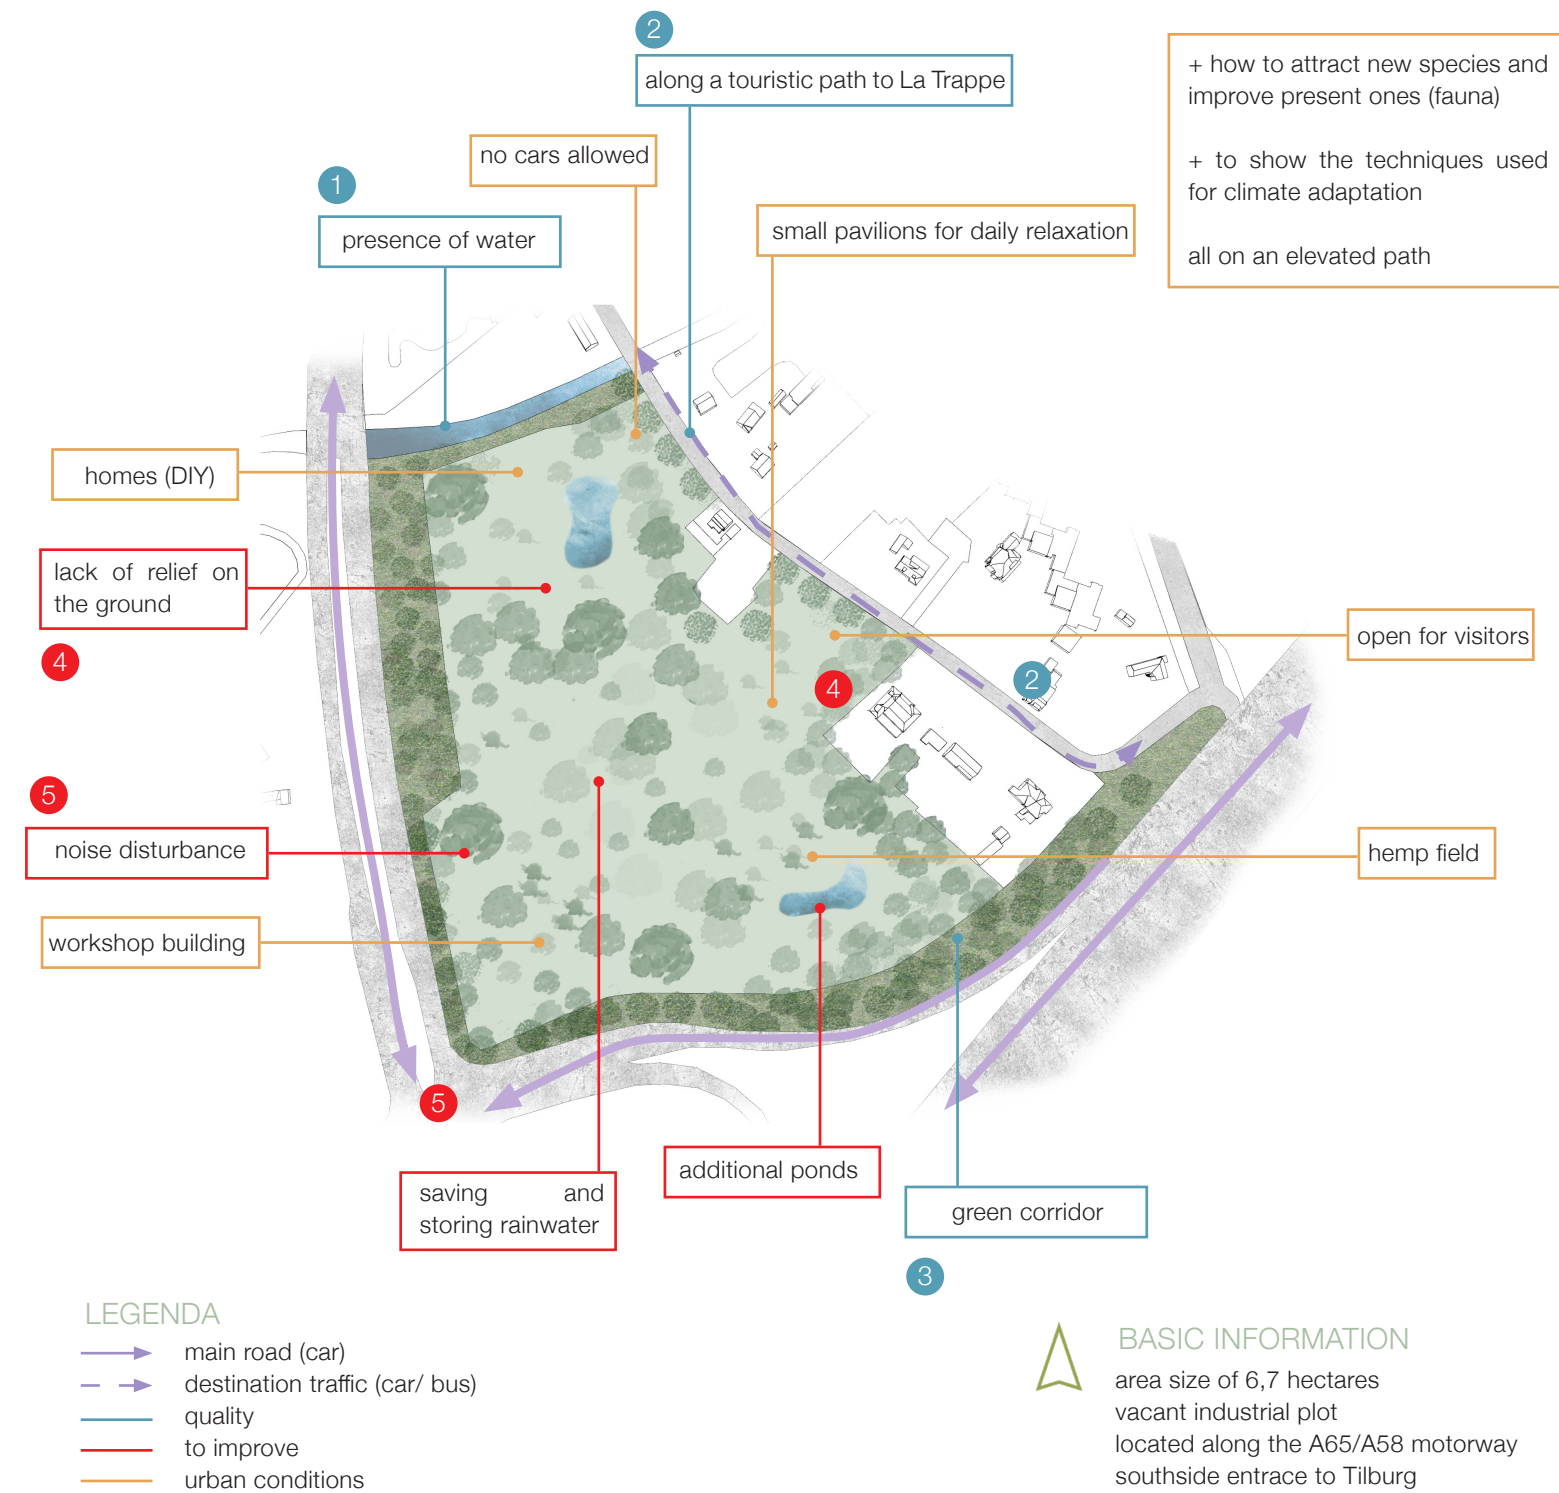 2
along a touristic path to La Trappe
+ how to attract new species and
improve present ones (fauna)
+ to show the techniques used
for climate adaptation
all on an elevated path
no cars allowed
1
presence of water
small pavilions for daily relaxation
homes (DIY)
lack of relief on
the ground
4
open for visitors
2
4
5
noise disturbance
hemp field
workshop building
5
saving and
storing rainwater
additional ponds
green corridor
3
LEGENDA
main road (car)
destination traffic (car/ bus)
quality
to improve
urban conditions
BASIC INFORMATION
area size of 6,7 hectares
vacant industrial plot
located along the A65/A58 motorway
southside entrace to Tilburg